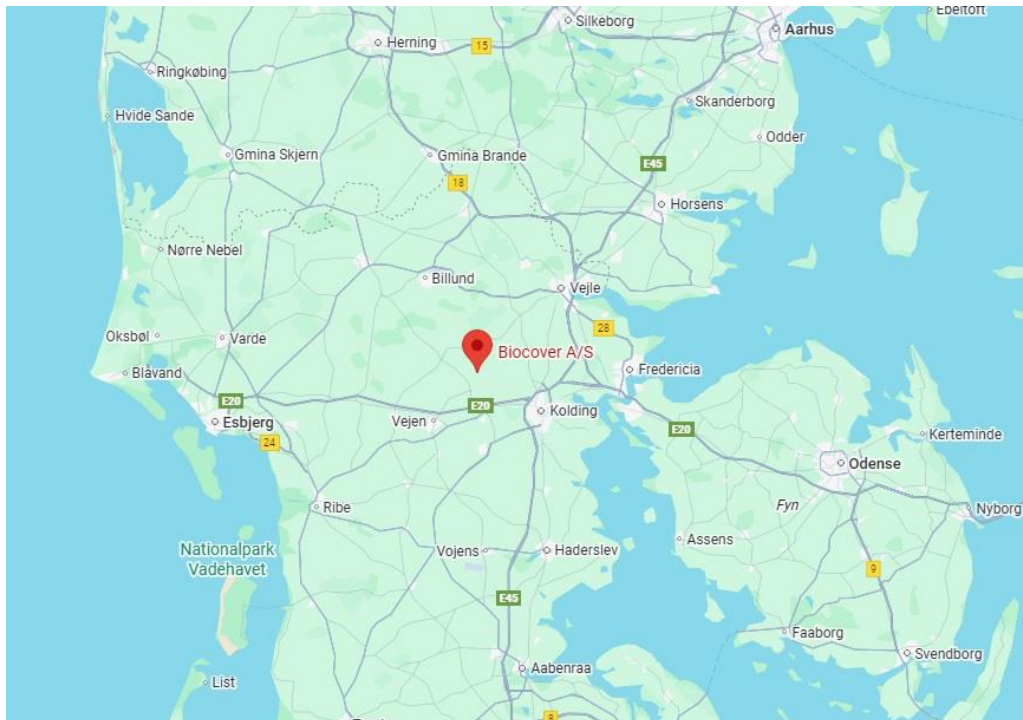 Ebeltoft
Silkeborg
Aarhus
Herning
15
Ringkøbing
Skanderborg
Hvide Sande
Odder
Gmina Skjern
Gmina Brande
E45
18
Horsens
Nørre Nebel
Billund
Vejle
28
Oksbøl
Varde
Biocover A/S
Blåvand
Fredericia
E20
E20
Esbjerg
Vejen
Kolding
E20
24
Kerteminde
Odense
Ribe
Fyn
Nyborg
Assens
Nationalpark
Vadehavet
Vojens
Haderslev
9
E45
Faaborg
Svendborg
Aabenraa
List
8